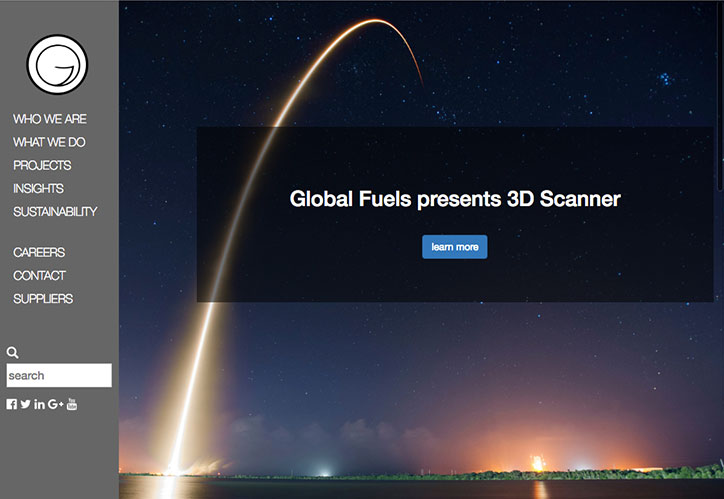 WHO WE ARE
WHAT WE DO
PROJECTS
INSIGHTS
SUSTAINABILITY
CAREERS
CONTACT
SUPPLIERS
search
Global Fuels presents 3D Scanner
learn more